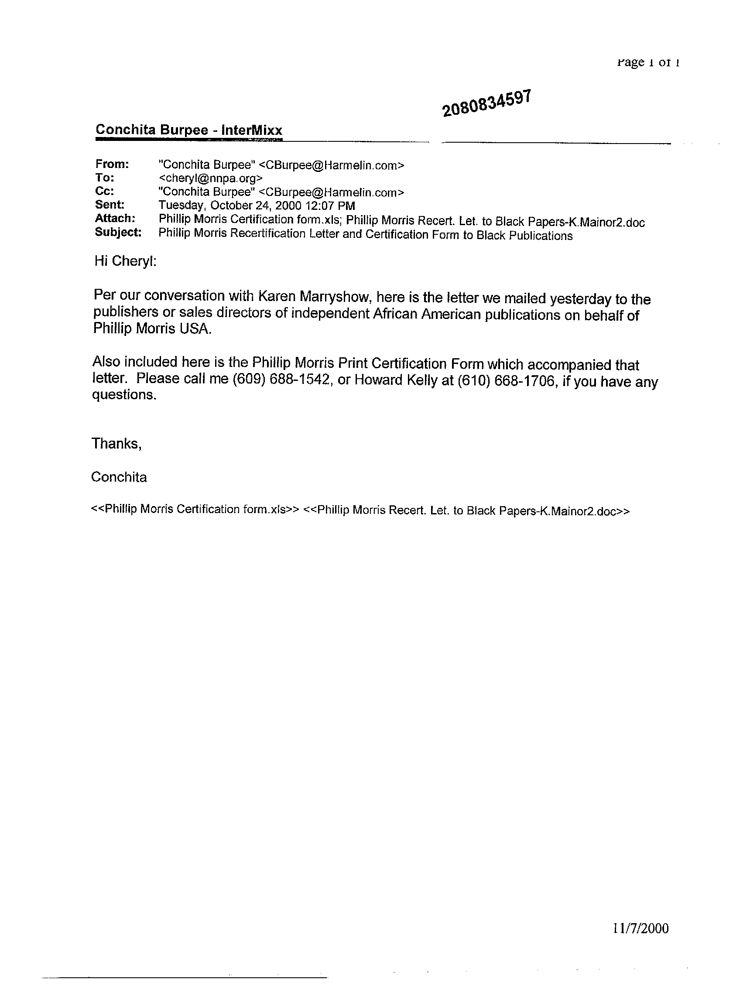 Page 1 of 1
2080834597
Conchita Burpee - InterMixx
From: "Conchita Burpee" <CBurpee@Harmelin.com>
To: <cheryl@nnpa.org>
Cc: "Conchita Burpee" <CBurpee@Harmelin.com>
Sent: Tuesday, October 24, 2000 12:07 PM
Attach: Phillip Morris Certification form.xls; Phillip Morris Recert. Let. to Black Papers-K.Mainor2.doc
Subject: Phillip Morris Recertification Letter and Certification Form to Black Publications
Hi Cheryl:
Per our conversation with Karen Marryshow, here is the letter we mailed yesterday to the
publishers or sales directors of independent African American publications on behalf of
Phillip Morris USA.
Also included here is the Phillip Morris Print Certification Form which accompanied that
letter. Please call me (609) 688-1542, or Howard Kelly at (610) 668-1706, if you have any
questions.
Thanks,
Conchita
<<Phillip Morris Certification form.xls>> <<Phillip Morris Recert. Let. to Black Papers-K.Mainor2.doc>>
11/7/2000